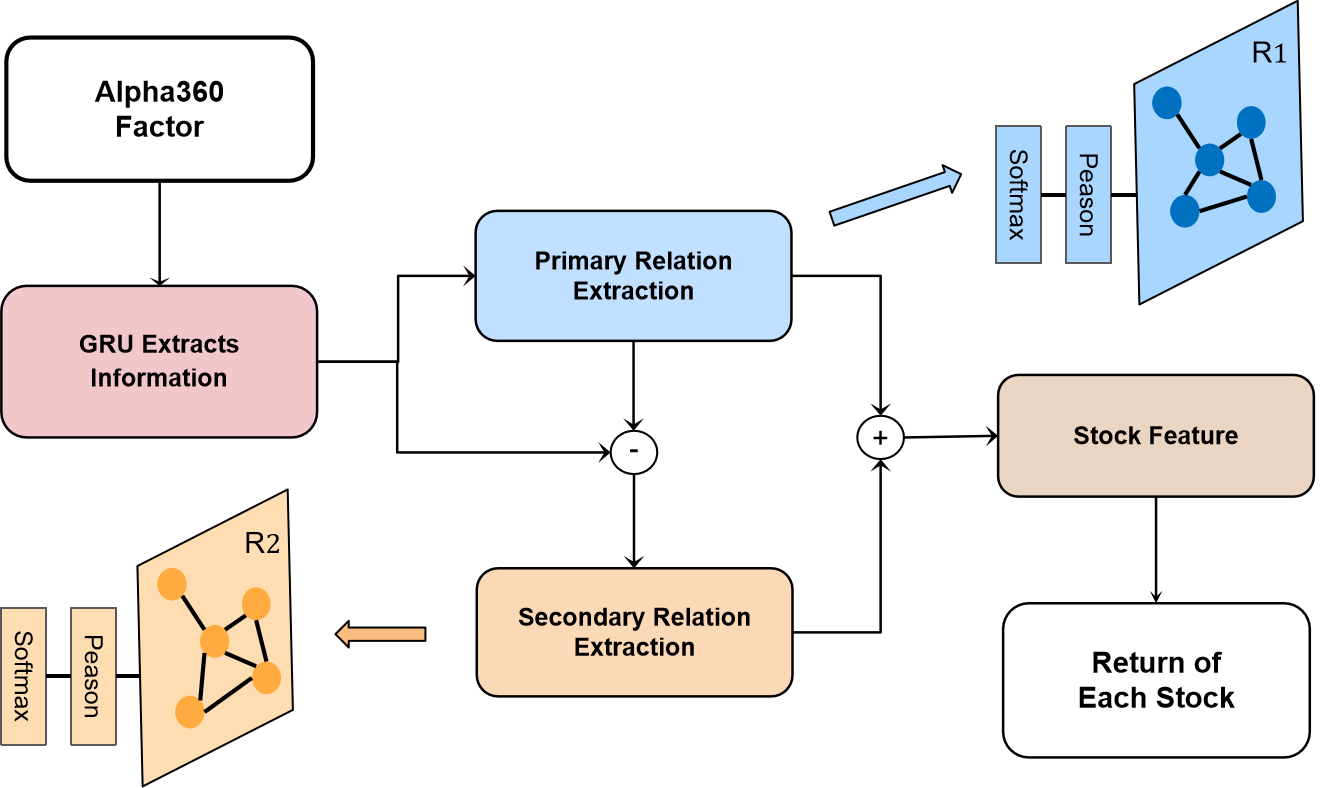 Alpha360
Factor
GRU Extracts
Information
Primary Relation
Extraction
-
Secondary Relation
Extraction
+
Stock Feature
Return of
Each Stock
Softmax
Peason
R1
Softmax
Peason
R2